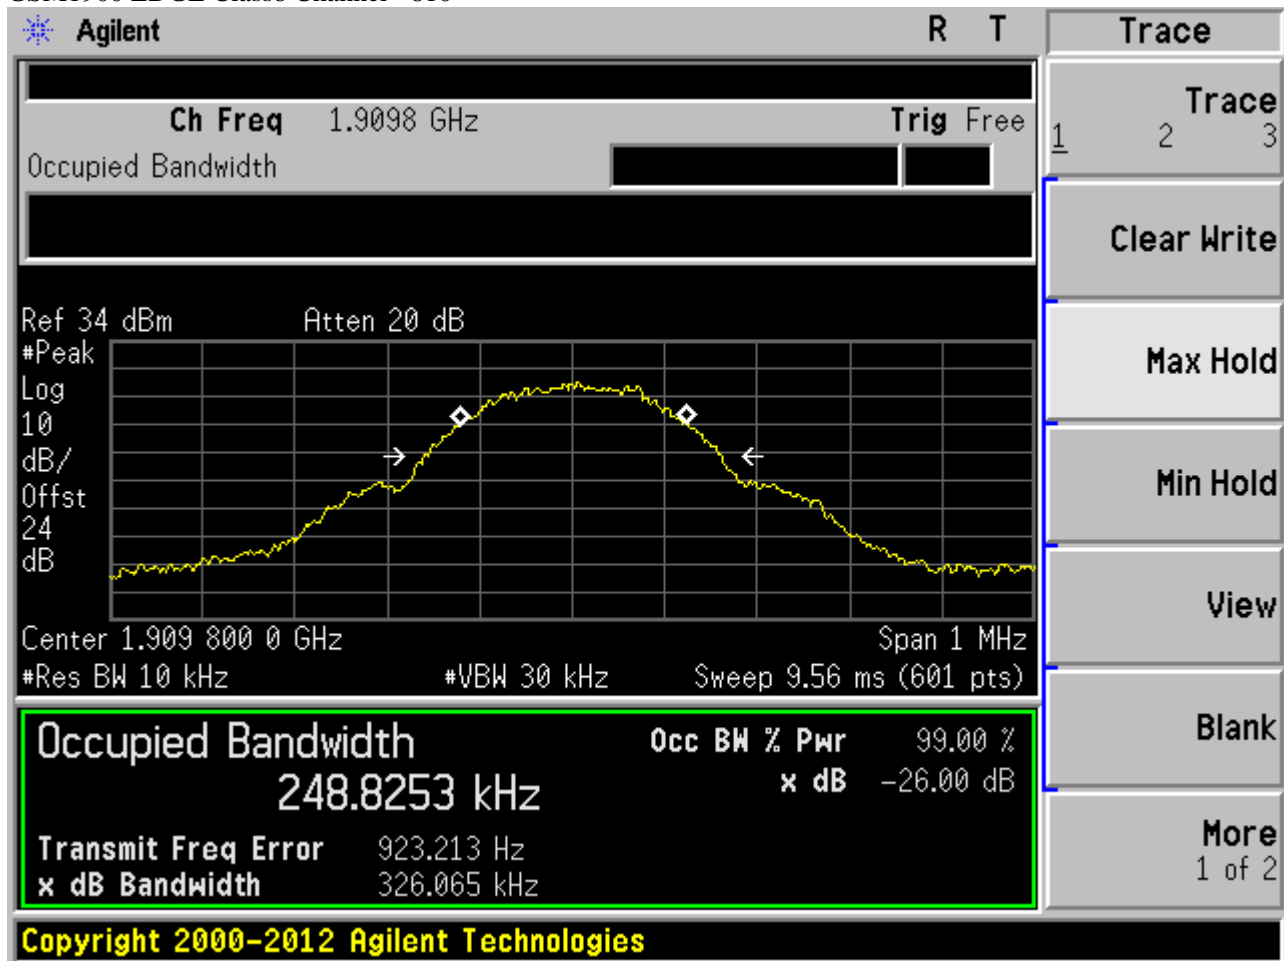 Agilent R T Trace
Ch Freq 1.9098 GHz Trig Free
Occupied Bandwidth
Trace
1 2 3
Clear Write
Max Hold
Min Hold
View
Blank
More
1 of 2
Ref 34 dBm Atten 20 dB
#Peak
Log
10
dB/
Offst
24
dB
Center 1.909 800 0 GHz Span 1 MHz
#Res BW 10 kHz #VBW 30 kHz Sweep 9.56 ms (601 pts)
Occupied Bandwidth Occ BW % Pwr 99.00 %
248.8253 kHz x dB -26.00 dB
Transmit Freq Error 923.213 Hz
x dB Bandwidth 326.065 kHz
Copyright 2000-2012 Agilent Technologies